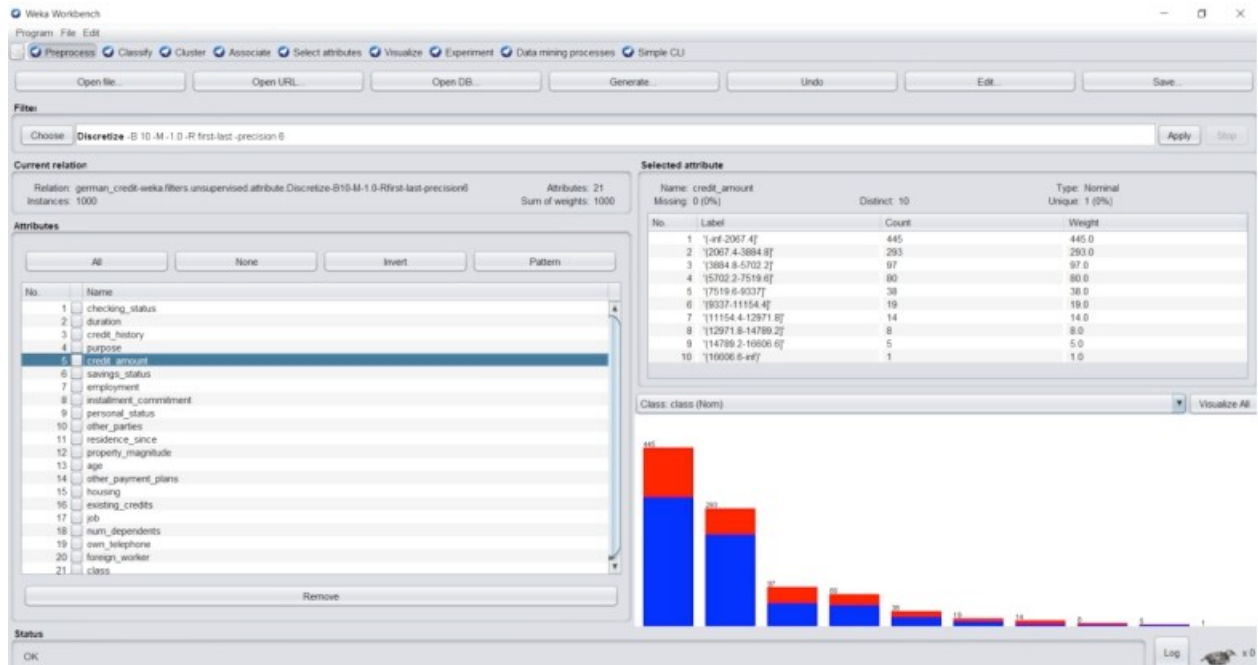 Weka Workbench
Program File Edit
Preprocess Classify Cluster Associate Select attributes Visualize Experiment Data mining processes Simple CLI
Open file... Open URL... Open DB... Generate... Undo Edit... Save...
Filter
Choose Discretize -B 10 -M -1.0 -R first-last -precision 6 Apply Stop
Current relation
Relation: german_credit-weka.filters.unsupervised.attribute.Discretize-B10-M-1.0-Rfirst-last-precision6 Attributes: 21
Instances: 1000 Sum of weights: 1000
Attributes
All None Invert Pattern
No. Name
1 checking_status
2 duration
3 credit_history
4 purpose
5 credit_amount
6 savings_status
7 employment
8 installment_commitment
9 personal_status
10 other_parties
11 residence_since
12 property_magnitude
13 age
14 other_payment_plans
15 housing
16 existing_credits
17 job
18 num_dependents
19 own_telephone
20 foreign_worker
21 class
Remove
Selected attribute
Name: credit_amount Type: Nominal
Missing: 0 (0%) Distinct: 10 Unique: 1 (0%)
No. Label Count Weight
1 '(-inf-2067.4]' 445 445.0
2 '(2067.4-3884.8]' 293 293.0
3 '(3884.8-5702.2]' 97 97.0
4 '(5702.2-7519.6]' 80 80.0
5 '(7519.6-9337]' 38 38.0
6 '(9337-11154.4]' 19 19.0
7 '(11154.4-12971.8]' 14 14.0
8 '(12971.8-14789.2]' 8 8.0
9 '(14789.2-16606.6]' 5 5.0
10 '(16606.6-inf)' 1 1.0
Class: class (Nom) Visualize All
445
293
97
80
38
19
14
8
5
1
Status
OK
Log x 0